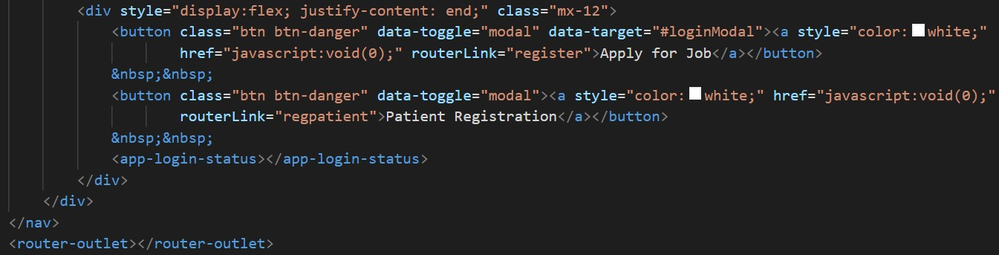 <div style="display:flex; justify-content: end;" class="mx-12">
<button class="btn btn-danger" data-toggle="modal" data-target="#loginModal"><a style="color:white;"
href="javascript:void(0);" routerLink="register">Apply for Job</a></button>
&nbsp;&nbsp;
<button class="btn btn-danger" data-toggle="modal"><a style="color:white;" href="javascript:void(0);"
routerLink="regpatient">Patient Registration</a></button>
&nbsp;&nbsp;
<app-login-status></app-login-status>
</div>
</div>
</nav>
<router-outlet></router-outlet>